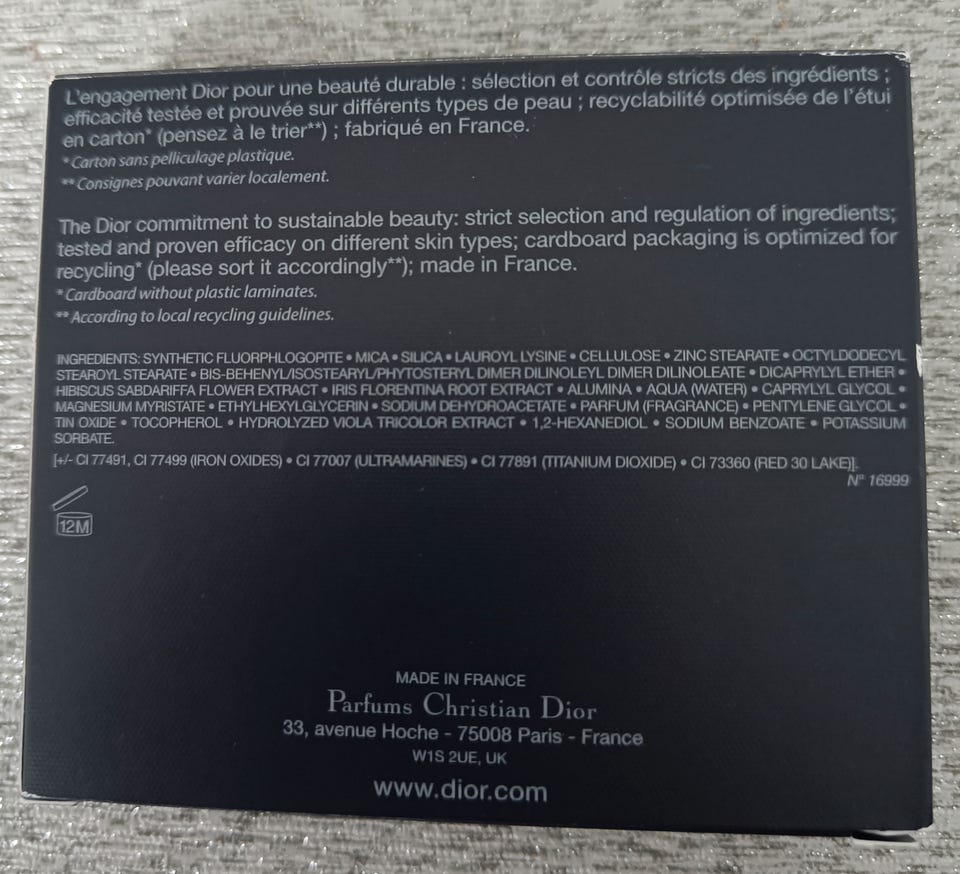 L'engagement Dior pour une beauté durable : sélection et contrôle stricts des ingrédients ;
efficacité testée et prouvée sur différents types de peau ; recyclabilité optimisée de l'étui
en carton* (pensez à le trier**) ; fabriqué en France.
* Carton sans pelliculage plastique.
** Consignes pouvant varier localement.
The Dior commitment to sustainable beauty: strict selection and regulation of ingredients;
tested and proven efficacy on different skin types; cardboard packaging is optimized for
recycling* (please sort it accordingly**); made in France.
* Cardboard without plastic laminates.
** According to local recycling guidelines.
INGREDIENTS: SYNTHETIC FLUORPHLOGOPITE • MICA • SILICA • LAUROYL LYSINE • CELLULOSE • ZINC STEARATE • OCTYLDODECYL
STEAROYL STEARATE • BIS-BEHENYL/ISOSTEARYL/PHYTOSTERYL DIMER DILINOLEYL DIMER DILINOLEATE • DICAPRYLYL ETHER •
HIBISCUS SABDARIFFA FLOWER EXTRACT • IRIS FLORENTINA ROOT EXTRACT • ALUMINA • AQUA (WATER) • CAPRYLYL GLYCOL •
MAGNESIUM MYRISTATE • ETHYLHEXYLGLYCERIN • SODIUM DEHYDROACETATE • PARFUM (FRAGRANCE) • PENTYLENE GLYCOL •
TIN OXIDE • TOCOPHEROL • HYDROLYZED VIOLA TRICOLOR EXTRACT • 1,2-HEXANEDIOL • SODIUM BENZOATE • POTASSIUM
SORBATE.
[+/- CI 77491, CI 77499 (IRON OXIDES) • CI 77007 (ULTRAMARINES) • CI 77891 (TITANIUM DIOXIDE) • CI 73360 (RED 30 LAKE)].
N° 16999
12M
MADE IN FRANCE
Parfums Christian Dior
33, avenue Hoche - 75008 Paris - France
W1S 2UE, UK
www.dior.com